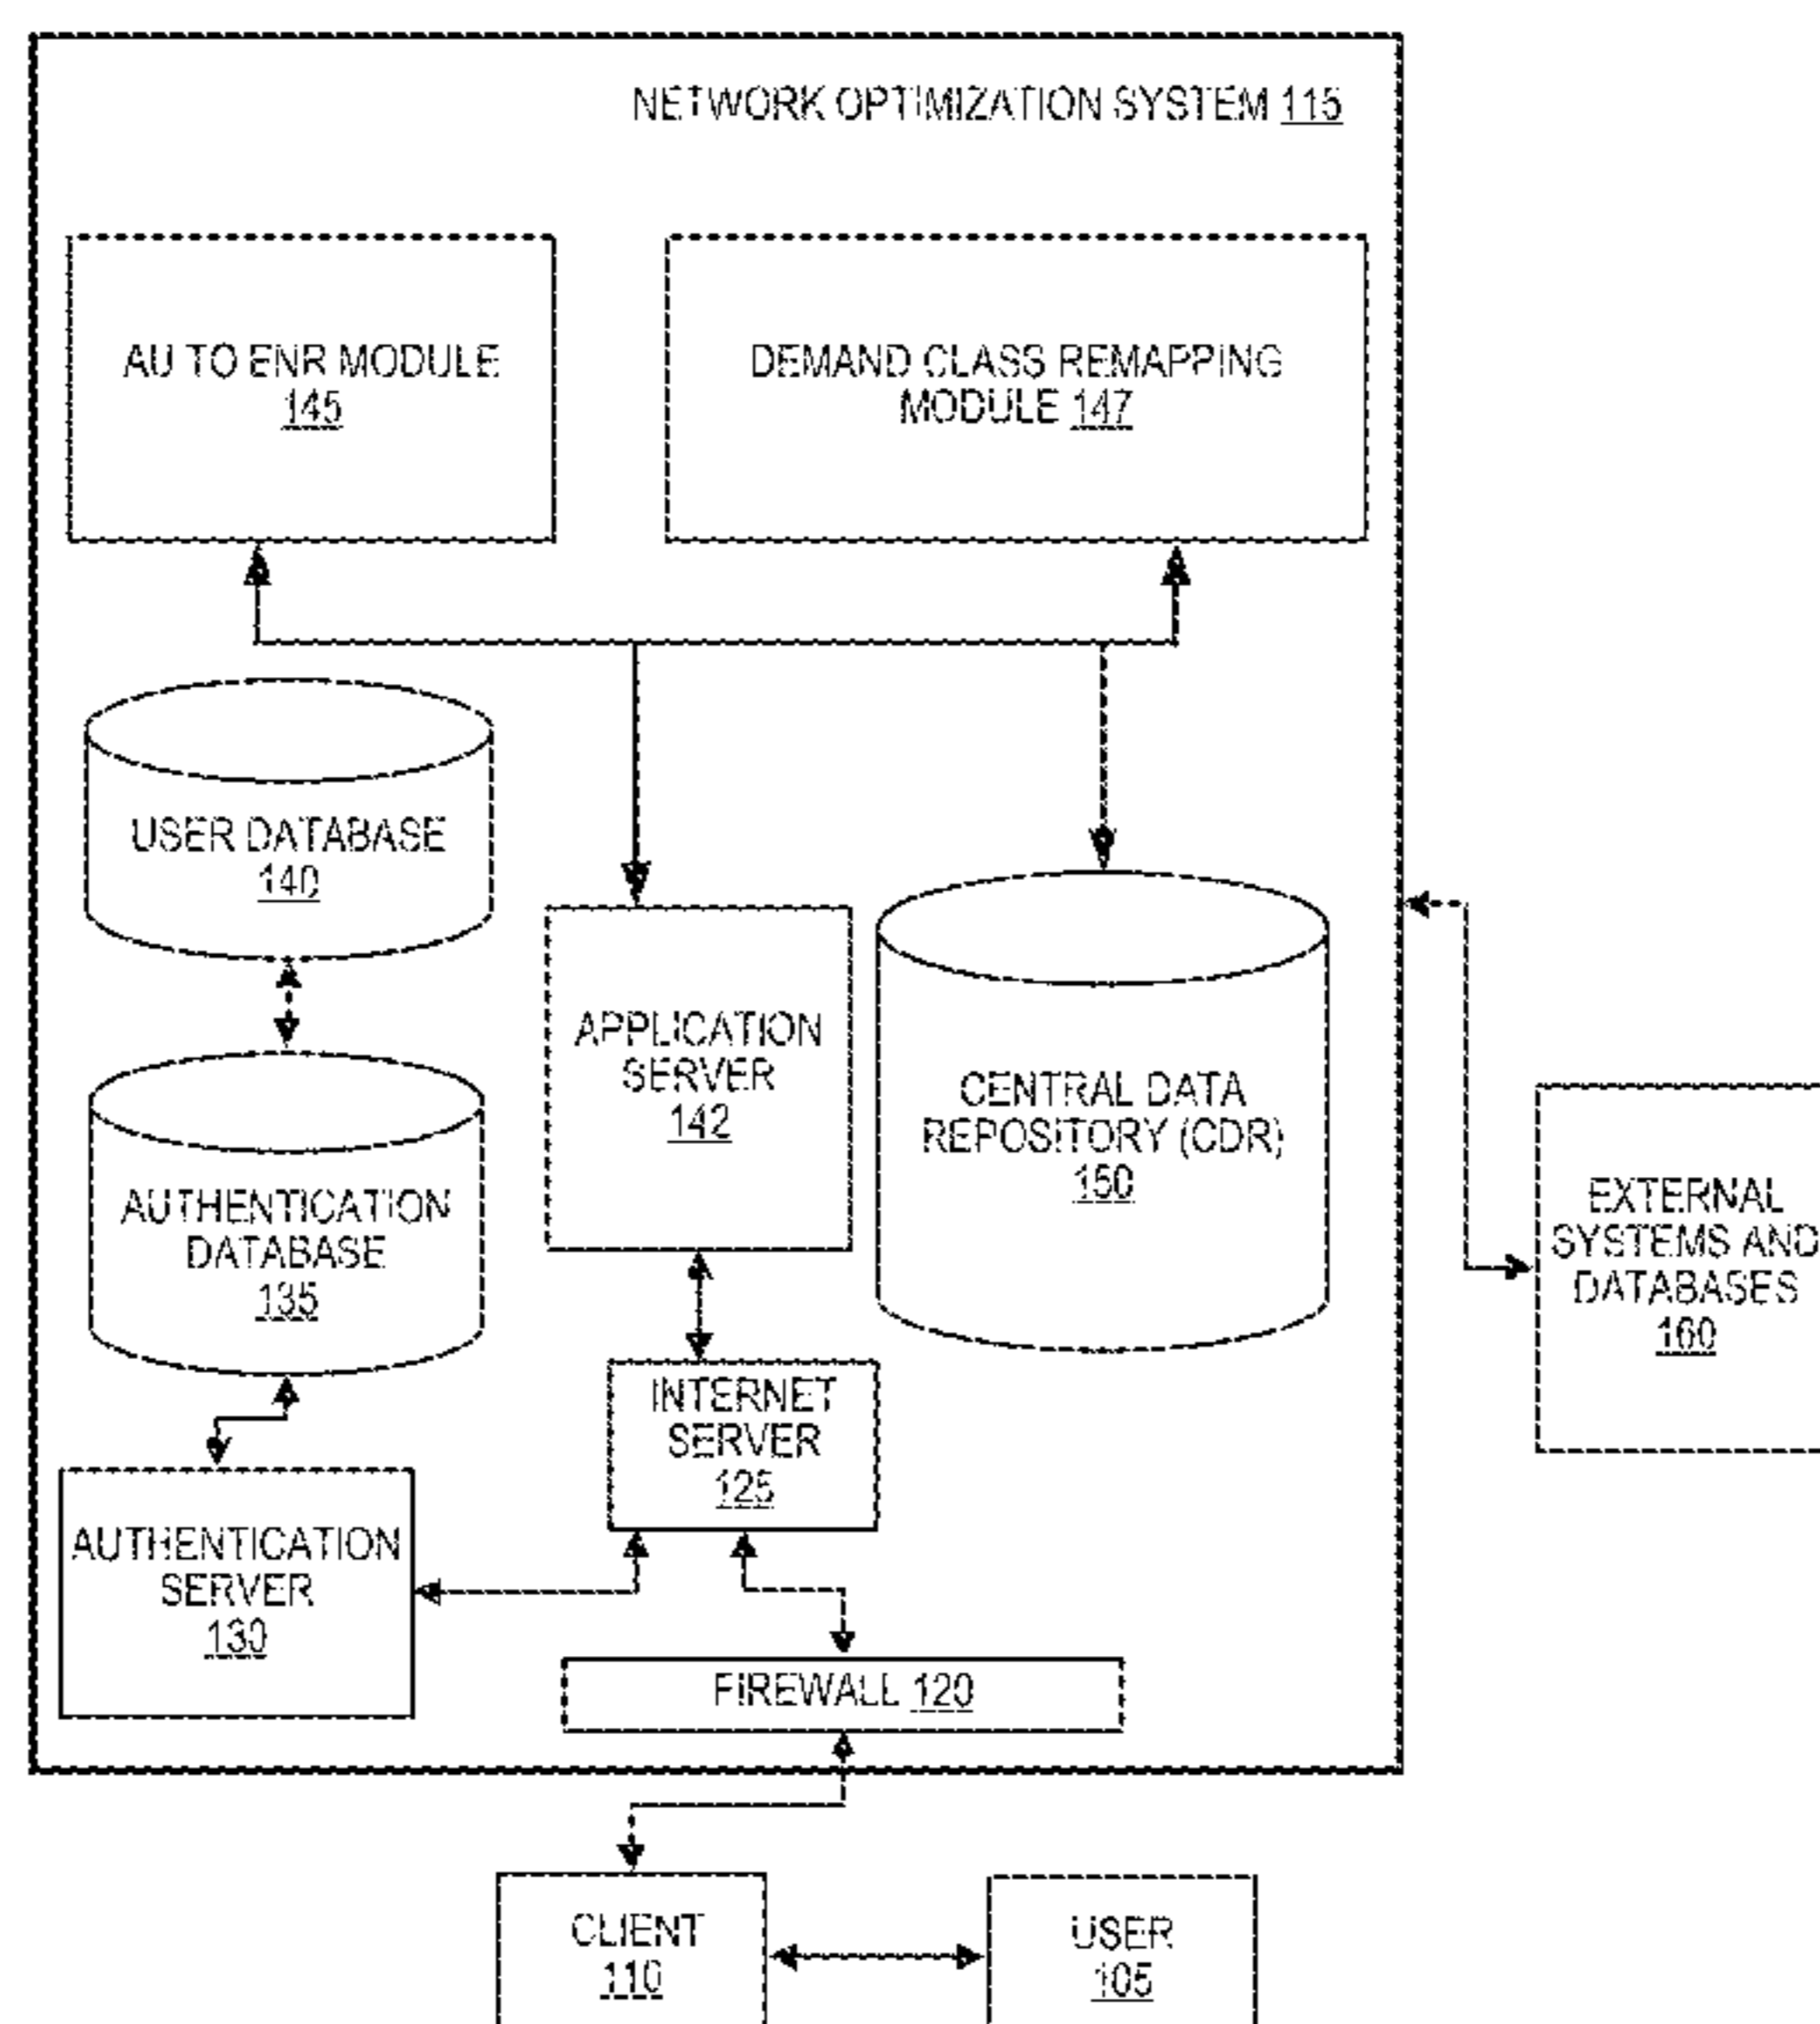 NETWORK OPTIMIZATION SYSTEM 115
AUTO ENR MODULE
145
DEMAND CLASS REMAPPING
MODULE 147
USER DATABASE
140
APPLICATION
SERVER
142
CENTRAL DATA
REPOSITORY (CDR)
150
AUTHENTICATION
DATABASE
135
EXTERNAL
SYSTEMS AND
DATABASES
160
INTERNET
SERVER
125
AUTHENTICATION
SERVER
130
FIREWALL 120
CLIENT
110
USER
105